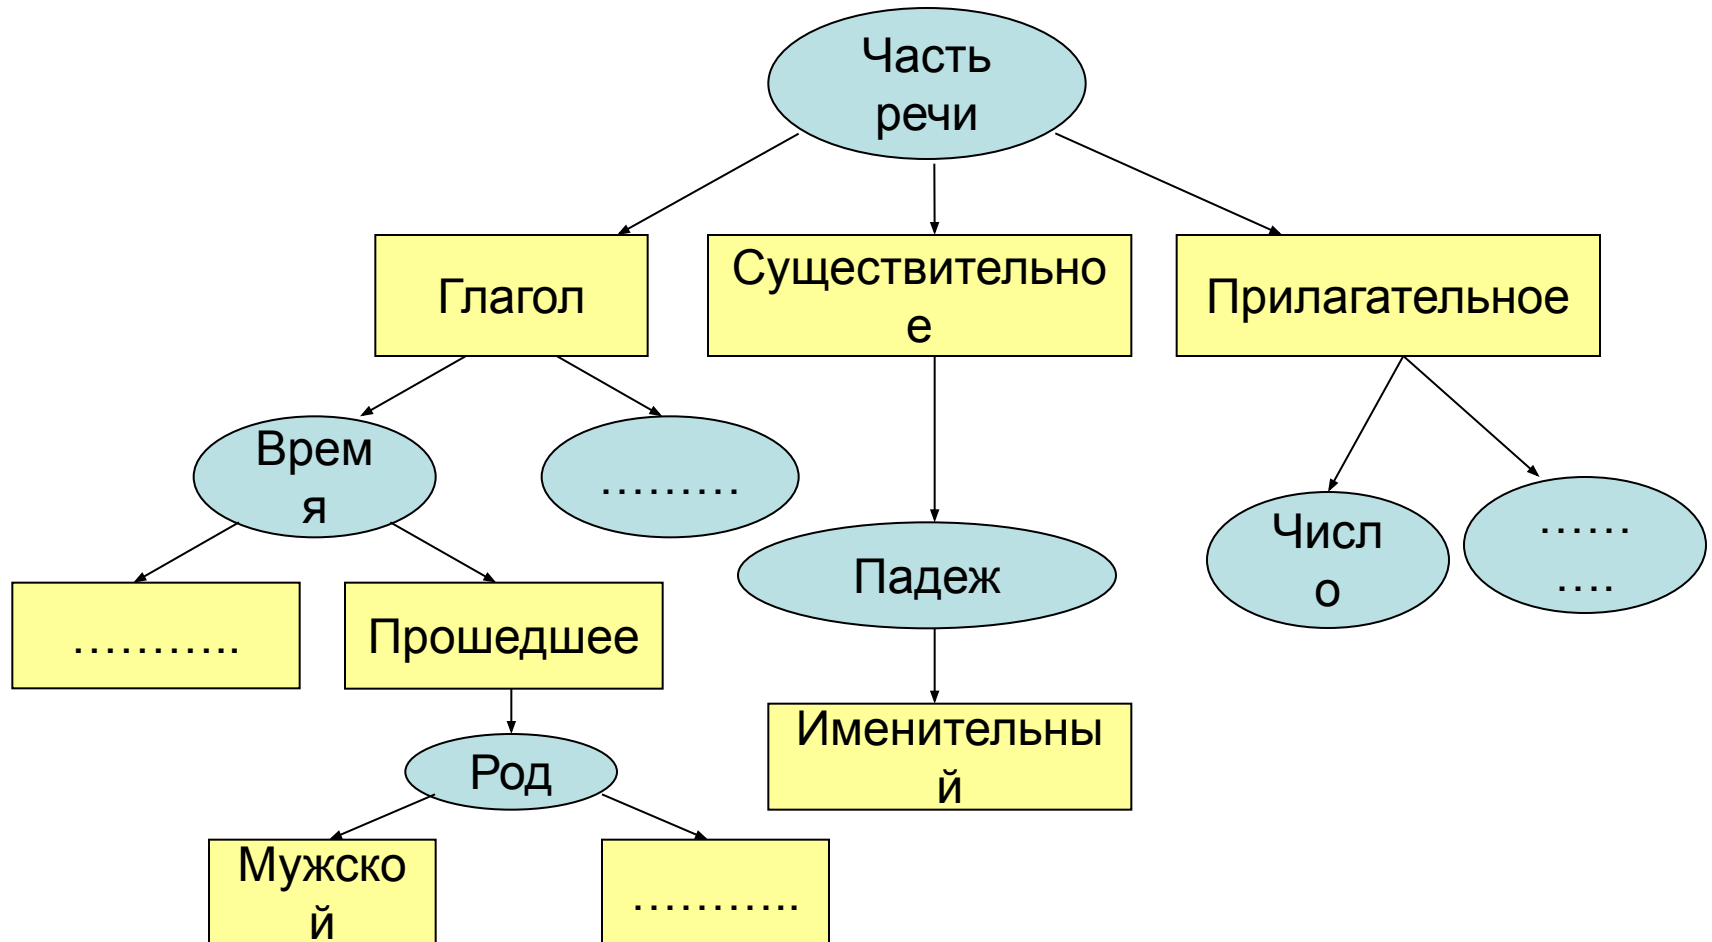 Часть
речи
Глагол
Существительно
е
Прилагательное
Врем
я
………
Падеж
Числ
о
……
….
………..
Прошедшее
Род
Именительны
й
Мужско
й
………..